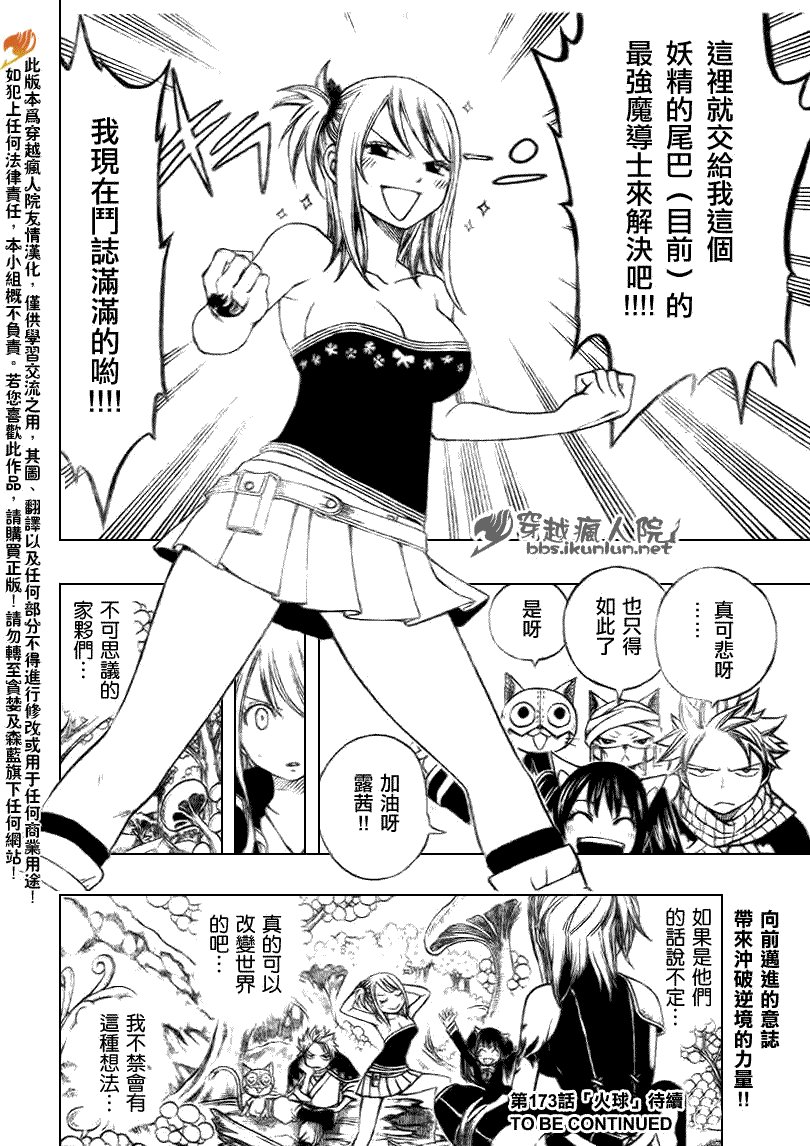 這裡就交給我這個
妖精的尾巴(目前)的
最強魔導士來解決吧!!!!
我現在鬥誌滿滿的喲!!!!
穿越瘋人院
bbs.ikunlun.net
真可悲呀
……
也只得
如此了
是呀
加油呀
露茜!!
不可思議的
家夥們…
如果是他們
的話說不定…
真的可以
改變世界
的吧…
我不禁會有
這種想法…
向前邁進的意誌
帶來沖破逆境的力量!!
第173話「火球」待續
TO BE CONTINUED
此版本爲穿越瘋人院友情漢化,僅供學習交流之用,其圖、翻譯以及任何部分不得進行修改或用于任何商業用途!
如犯上任何法律責任,本小組概不負責。若您喜歡此作品,請購買正版!請勿轉至貪婪及森藍旗下任何網站!